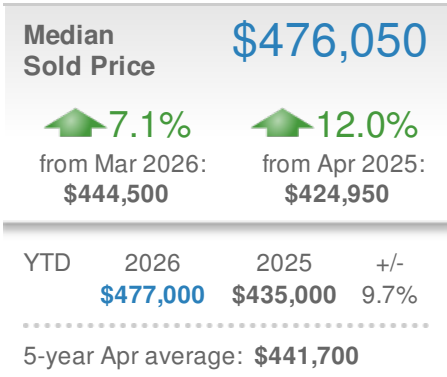 Median
Sold Price
$476,050
7.1%
12.0%
from Mar 2026:
from Apr 2025:
$444,500
$424,950
YTD 2026 2025 +/-
$477,000 $435,000 9.7%
5-year Apr average: $441,700